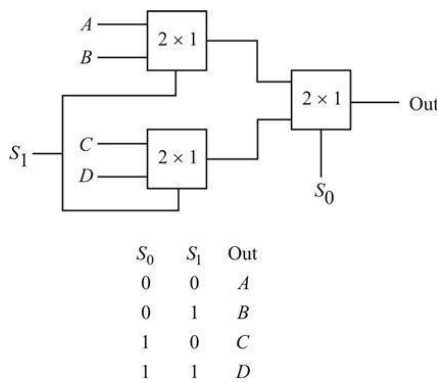 A
B
2 × 1
2 × 1
Out
S1
C
D
2 × 1
S0
S0 S1 Out
0 0 A
0 1 B
1 0 C
1 1 D